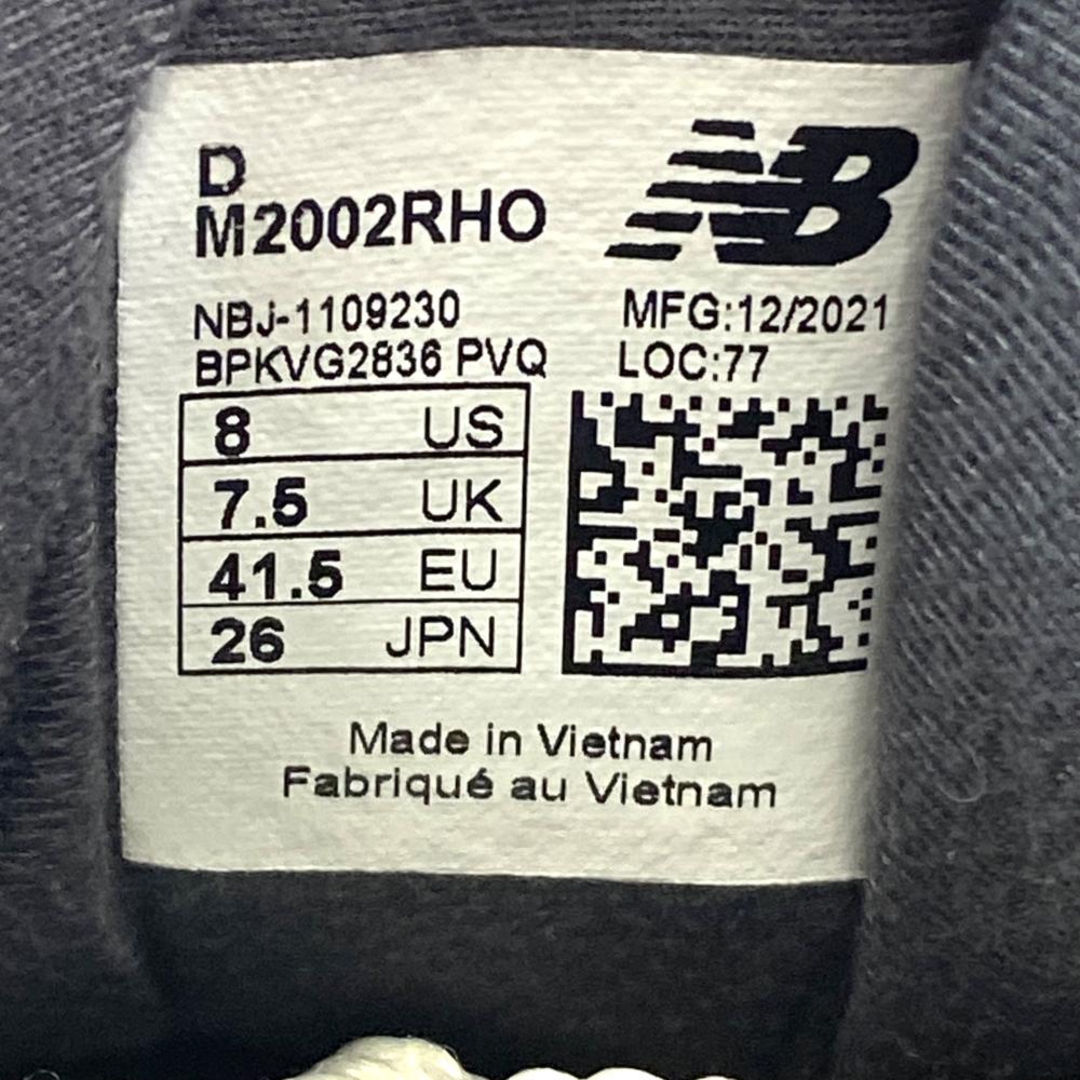 D
M2002RHO
NB
NBJ-1109230
BPKVG2836 PVQ
MFG:12/2021
LOC:77
8 US
7.5 UK
41.5 EU
26 JPN
Made in Vietnam
Fabriqué au Vietnam